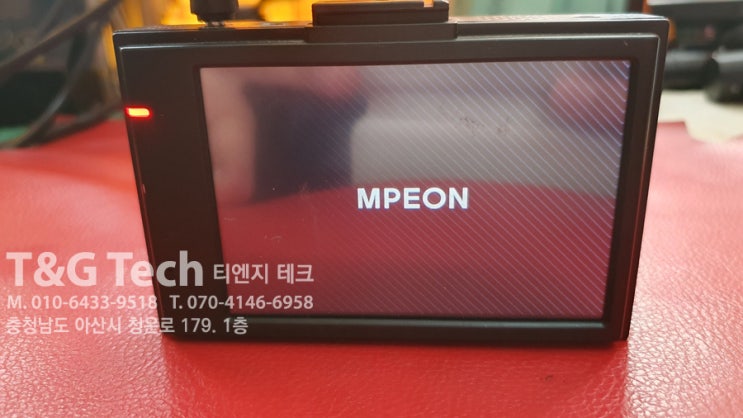 MPEON
T&G Tech 티엔지 테크
M. 010-6433-9518 T. 070-4146-6958
충청남도 아산시 청운로 179. 1층